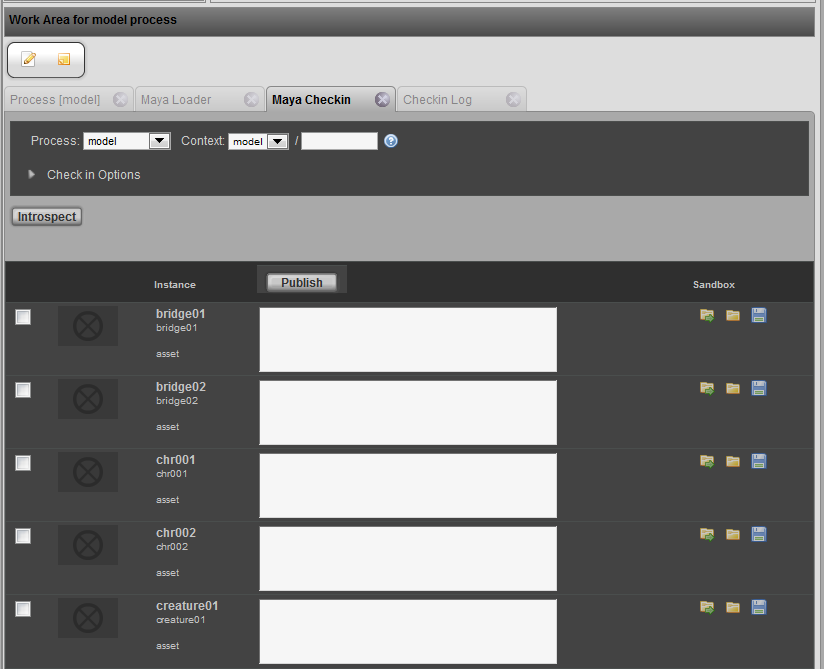 Work Area for model process
Process [model] Maya Loader Maya Checkin Checkin Log
Process: model Context: model /
Check in Options
Introspect
Instance Publish Sandbox
bridge01
bridge01
asset
bridge02
bridge02
asset
chr001
chr001
asset
chr002
chr002
asset
creature01
creature01
asset